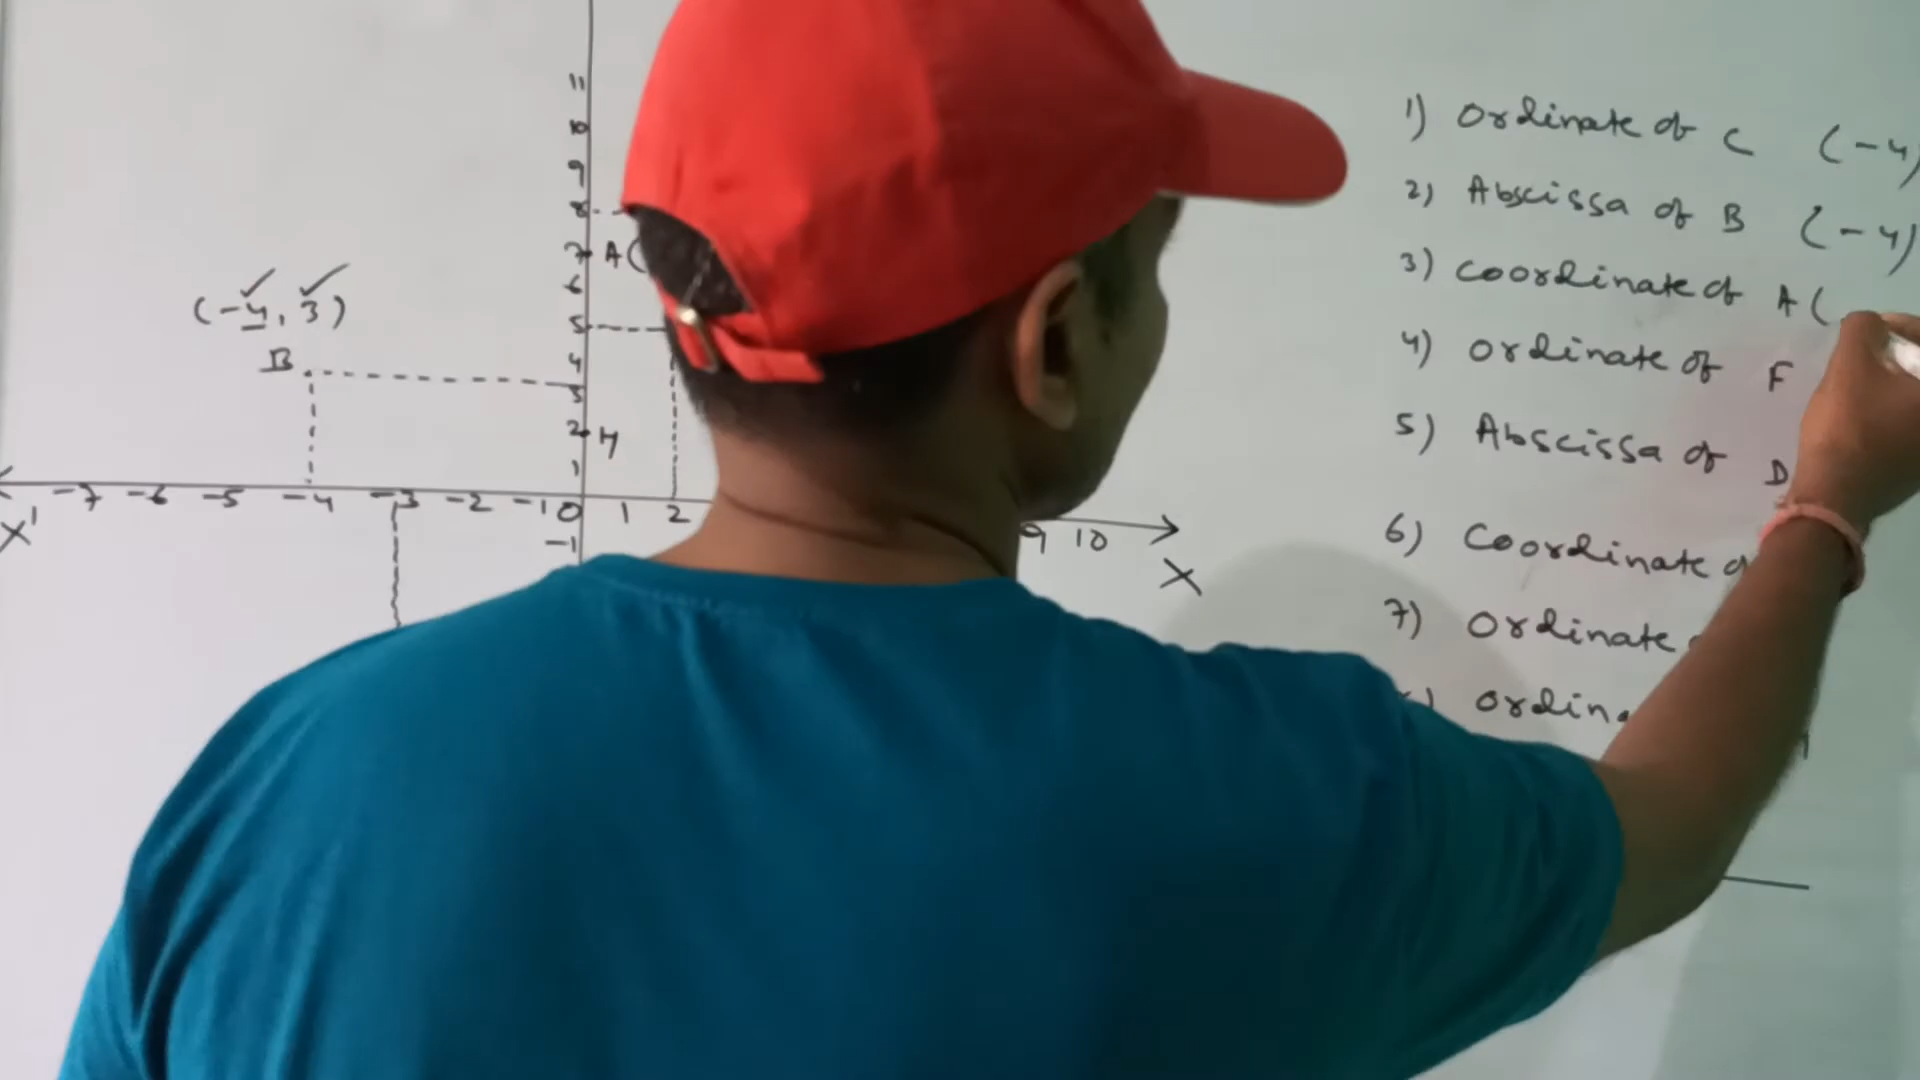 11
10
9
8
7 A (
6
5
4
3
2 H
1
(-4, 3)
B
-7 -6 -5 -4 -3 -2 -1 0 1 2 9 10
X'
X
-1
1) Ordinate of C (-4)
2) Abscissa of B (-4)
3) Coordinate of A (
4) Ordinate of F
5) Abscissa of D
6) Coordinate
7) Ordinate